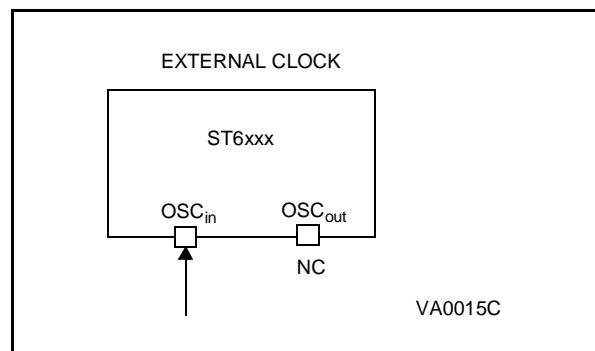 EXTERNAL CLOCK
ST6xxx
OSCin OSCout
NC
VA0015C